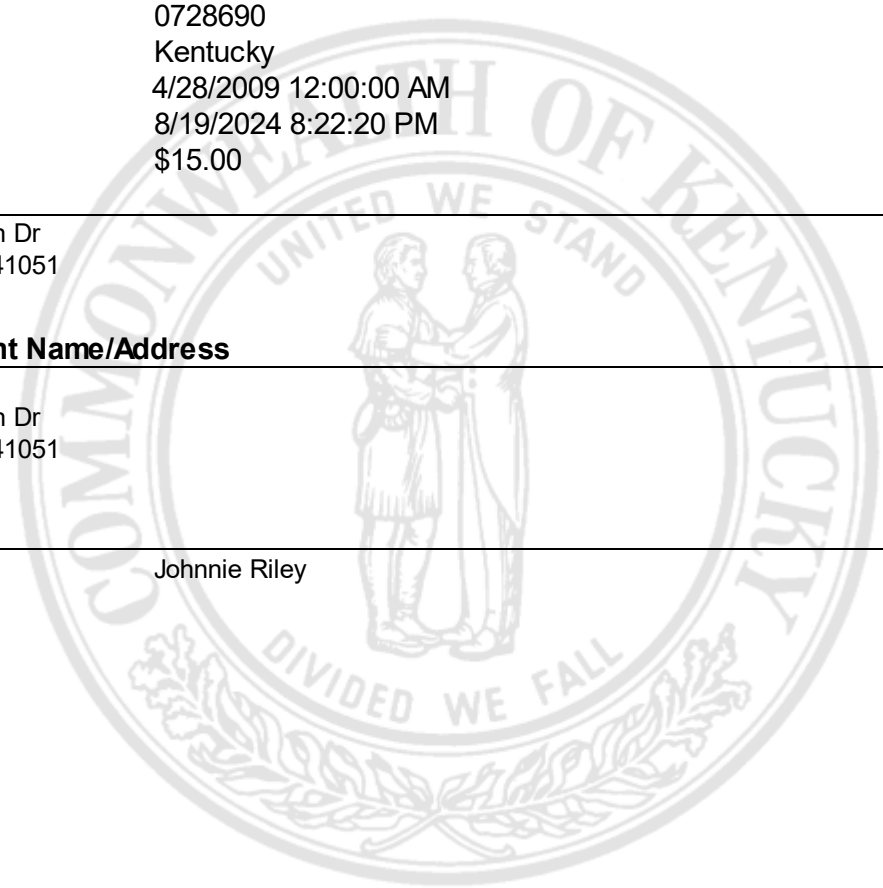 0728690
Kentucky
4/28/2009 12:00:00 AM
8/19/2024 8:22:20 PM
$15.00
n Dr
41051
nt Name/Address
n Dr
41051
Johnnie Riley
COMMONWEALTH OF KENTUCKY
UNITED WE STAND
DIVIDED WE FALL